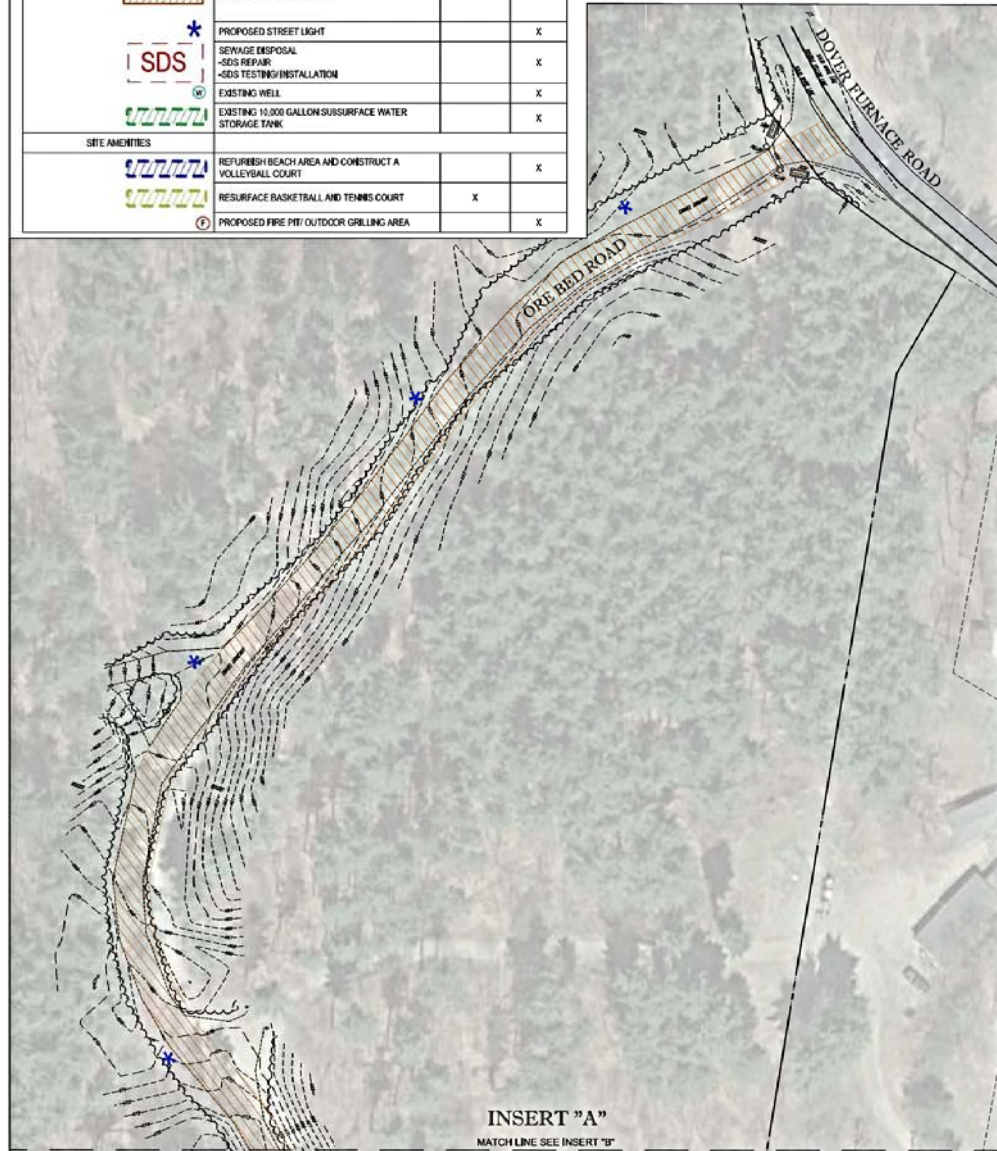 PROPOSED STREET LIGHT X
SDS
SEWAGE DISPOSAL
-SDS REPAIR
-SDS TESTING/INSTALLATION X
W EXISTING WELL X
EXISTING 10,000 GALLON SUBSURFACE WATER
STORAGE TANK X
SITE AMENITIES
REFURBISH BEACH AREA AND CONSTRUCT A
VOLLEYBALL COURT X
RESURFACE BASKETBALL AND TENNIS COURT X
F PROPOSED FIRE PIT/ OUTDOOR GRILLING AREA X
DOVER FURNACE ROAD
ORE BED ROAD
INSERT "A"
MATCH LINE SEE INSERT "B"